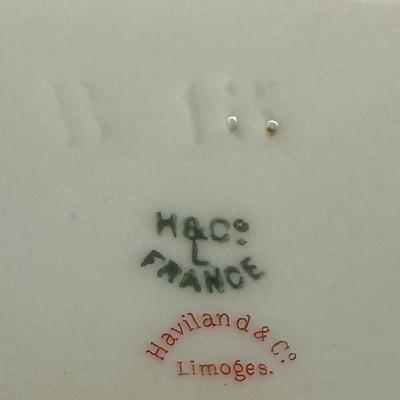 H&Cº
L
FRANCE
Haviland & Cº
Limoges.